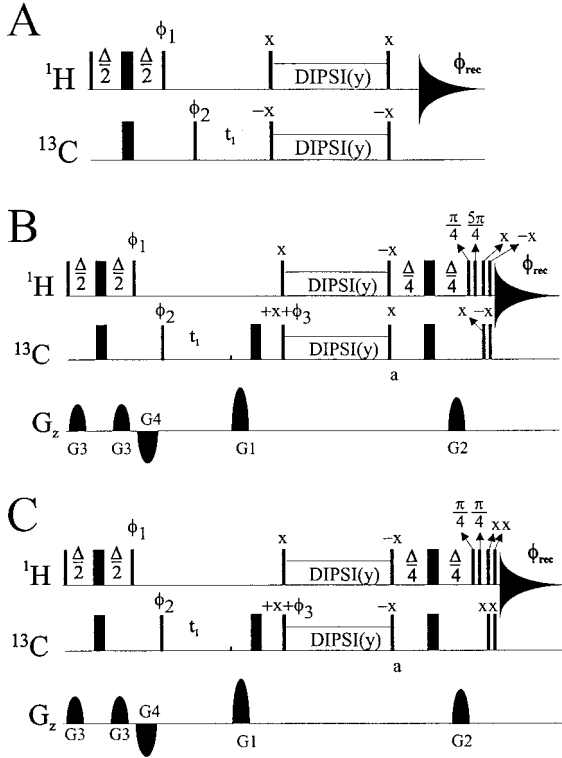 A
ϕ1 x x
¹H Δ/2 Δ/2 DIPSI(y) ϕrec
ϕ2 t₁ −x −x
¹³C DIPSI(y)
B
π/4 5π/4 x −x
ϕ1 x −x
¹H Δ/2 Δ/2 DIPSI(y) Δ/4 Δ/4 ϕrec
ϕ2 t₁ +x+ϕ3 x x −x
¹³C DIPSI(y)
a
Gz G3 G3 G4 G1 G2
C
π/4 π/4 x x
ϕ1 x −x
¹H Δ/2 Δ/2 DIPSI(y) Δ/4 Δ/4 ϕrec
ϕ2 t₁ +x+ϕ3 −x x x
¹³C DIPSI(y)
a
Gz G3 G3 G4 G1 G2